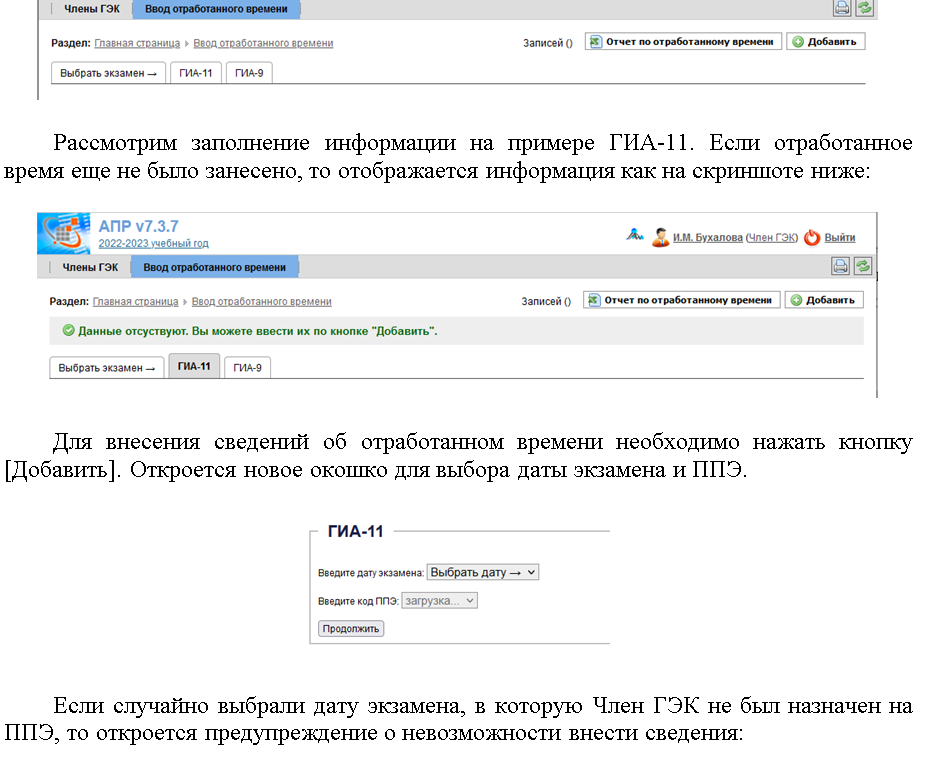 Члены ГЭК Ввод отработанного времени
Раздел: Главная страница Ввод отработанного времени Записей () Отчет по отработанному времени Добавить
Выбрать экзамен → ГИА-11 ГИА-9
Рассмотрим заполнение информации на примере ГИА-11. Если отработанное
время еще не было занесено, то отображается информация как на скриншоте ниже:
АПР v7.3.7
2022-2023 учебный год И.М. Бухалова (Член ГЭК) Выйти
Члены ГЭК Ввод отработанного времени
Раздел: Главная страница Ввод отработанного времени Записей () Отчет по отработанному времени Добавить
Данные отсуствуют. Вы можете ввести их по кнопке "Добавить".
Выбрать экзамен → ГИА-11 ГИА-9
Для внесения сведений об отработанном времени необходимо нажать кнопку
[Добавить]. Откроется новое окошко для выбора даты экзамена и ППЭ.
ГИА-11
Введите дату экзамена: Выбрать дату →
Введите код ППЭ: загрузка...
Продолжить
Если случайно выбрали дату экзамена, в которую Член ГЭК не был назначен на
ППЭ, то откроется предупреждение о невозможности внести сведения: